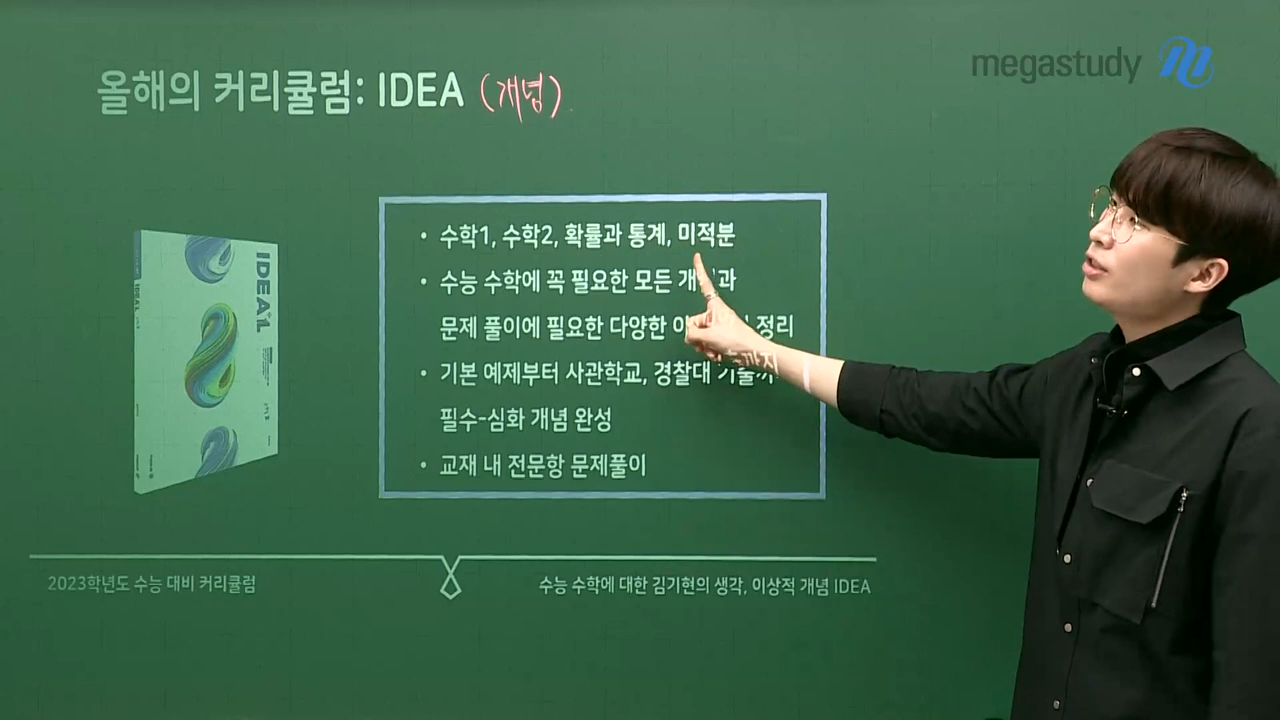 megastudy
올해의 커리큘럼: IDEA (개념)
IDEA
• 수학1, 수학2, 확률과 통계, 미적분
• 수능 수학에 꼭 필요한 모든 개 과
문제 풀이에 필요한 다양한 정리
• 기본 예제부터 사관학교, 경찰대 기출까지
필수-심화 개념 완성
• 교재 내 전문항 문제풀이
2023학년도 수능 대비 커리큘럼
수능 수학에 대한 김기현의 생각, 이상적 개념 IDEA